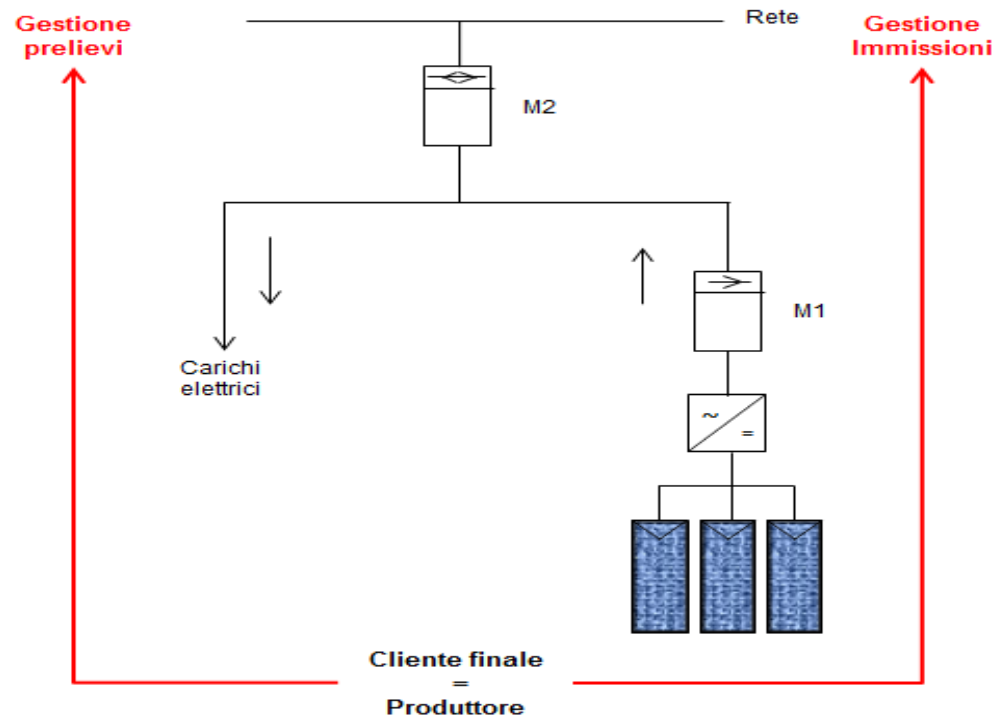 Gestione
prelievi
Rete
Gestione
Immissioni
M2
M1
Carichi
elettrici
~
=
Cliente finale
=
Produttore